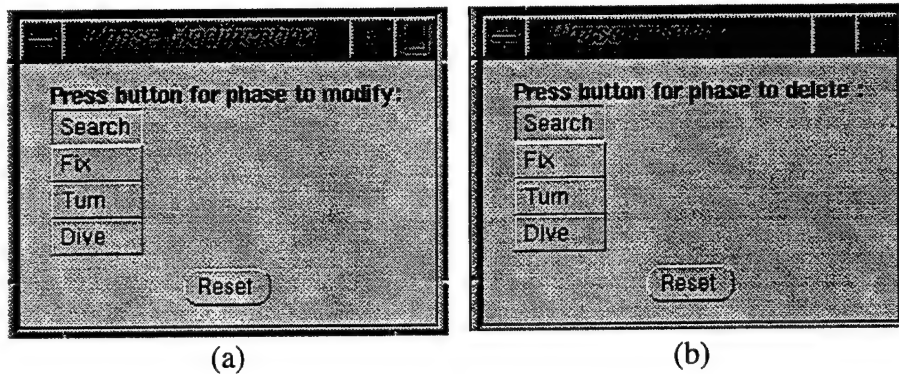 Press button for phase to modify:
Search
Fix
Turn
Dive
Reset
(a)
Press button for phase to delete :
Search
Fix
Turn
Dive
Reset
(b)